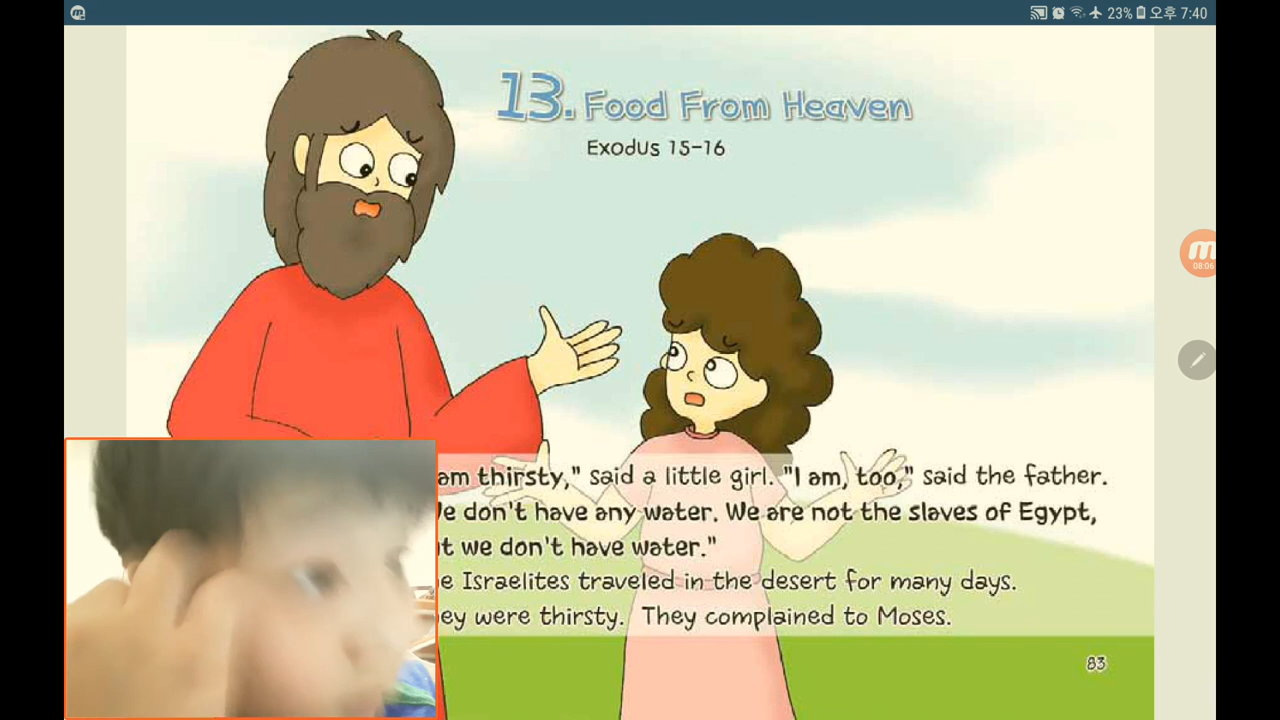 23% 오후 7:40
13. Food From Heaven
Exodus 15-16
am thirsty," said a little girl. "I am, too," said the father.
don't have any water. We are not the slaves of Egypt,
we don't have water."
Israelites traveled in the desert for many days.
were thirsty. They complained to Moses.
83
m
08:06